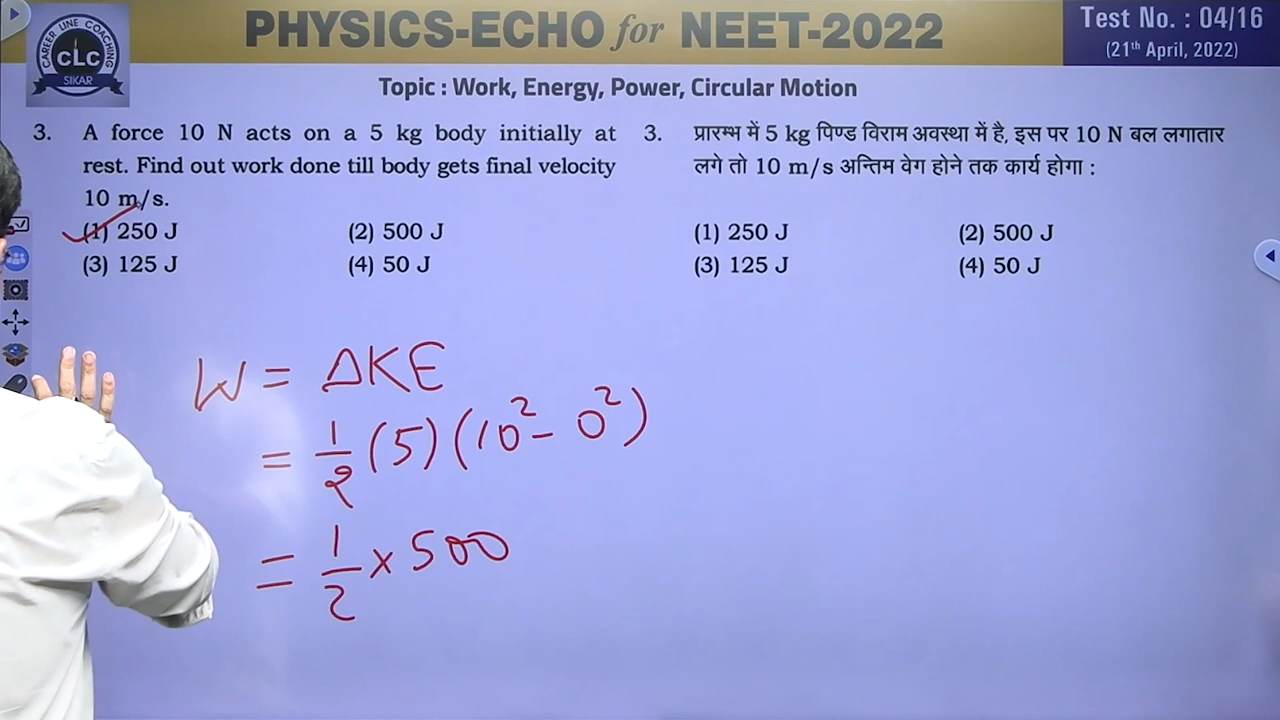 PHYSICS-ECHO for NEET-2022
Test No. : 04/16
(21th April, 2022)
CAREER LINE COACHING
CLC
SIKAR
Topic : Work, Energy, Power, Circular Motion
3. A force 10 N acts on a 5 kg body initially at
rest. Find out work done till body gets final velocity
10 m/s.
(1) 250 J (2) 500 J
(3) 125 J (4) 50 J
3. प्रारम्भ में 5 kg पिण्ड विराम अवस्था में है, इस पर 10 N बल लगातार
लगे तो 10 m/s अन्तिम वेग होने तक कार्य होगा :
(1) 250 J (2) 500 J
(3) 125 J (4) 50 J
W = ΔKE
= 1/2 (5) (10² - 0²)
= 1/2 × 500